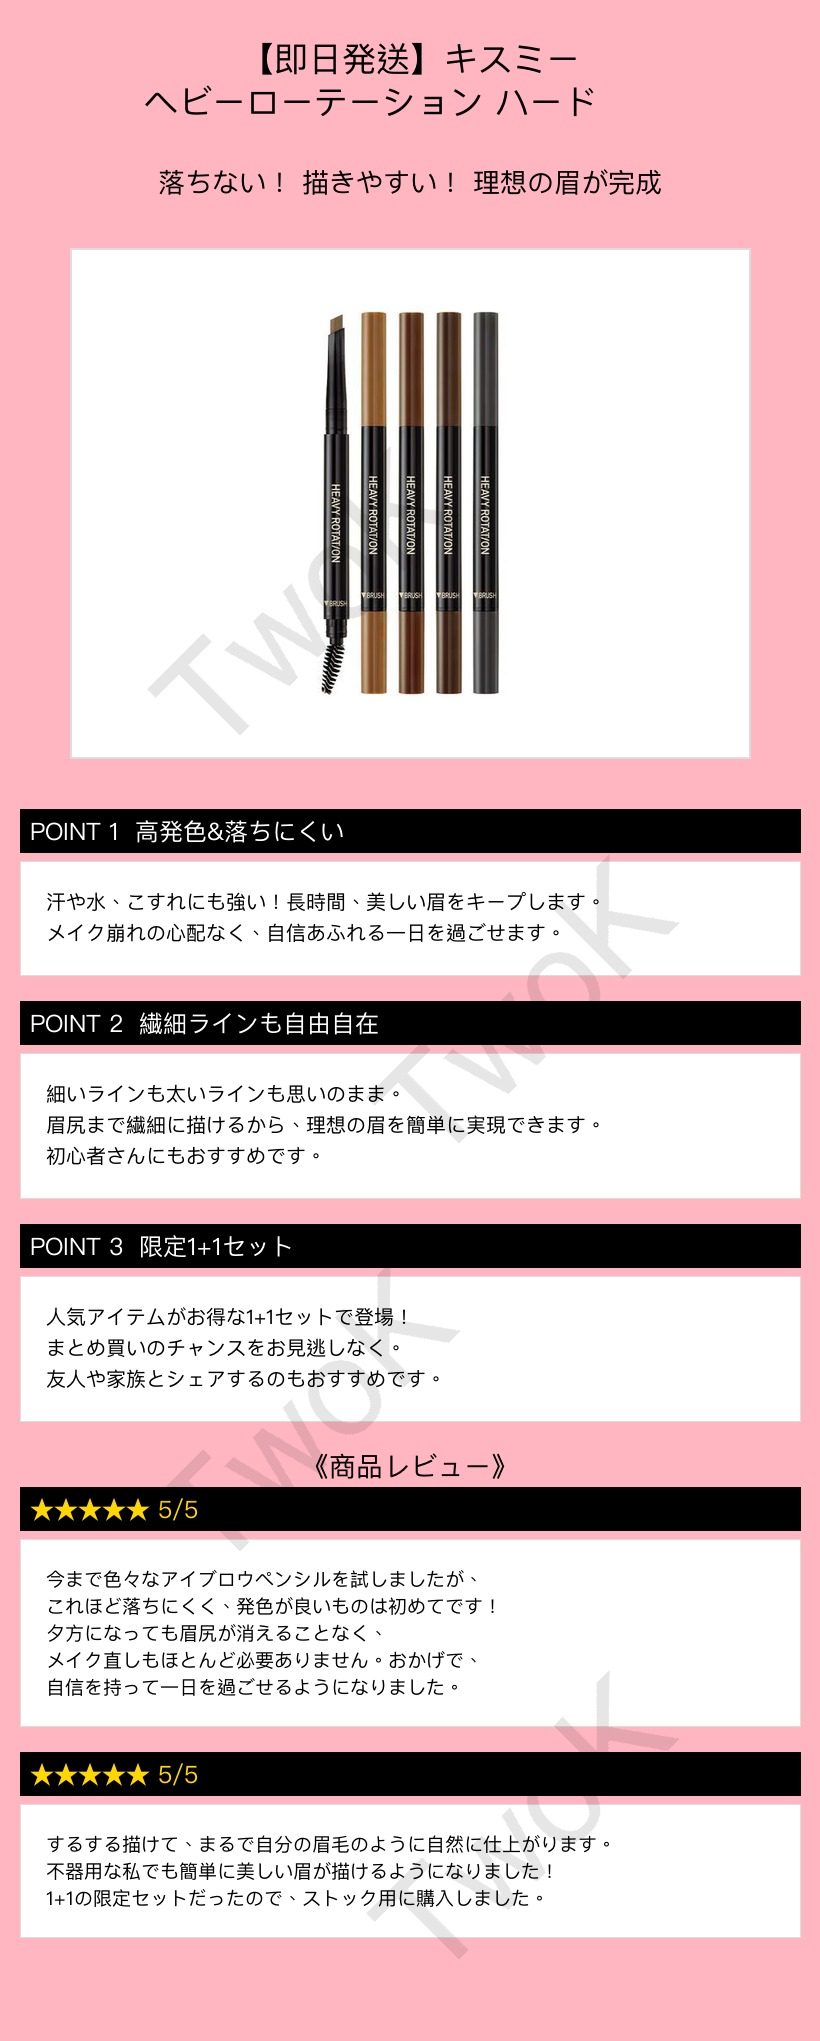 【即日発送】キスミー
ヘビーローテーション ハード
落ちない！ 描きやすい！ 理想の眉が完成
HEAVY ROTATION
▼BRUSH
HEAVY ROTATION
▼BRUSH
HEAVY ROTATION
▼BRUSH
HEAVY ROTATION
▼BRUSH
HEAVY ROTATION
▼BRUSH
TwoK
POINT 1 高発色&落ちにくい
汗や水、こすれにも強い！長時間、美しい眉をキープします。
メイク崩れの心配なく、自信あふれる一日を過ごせます。
TwoK
POINT 2 繊細ラインも自由自在
細いラインも太いラインも思いのまま。
眉尻まで繊細に描けるから、理想の眉を簡単に実現できます。
初心者さんにもおすすめです。
POINT 3 限定1+1セット
人気アイテムがお得な1+1セットで登場！
まとめ買いのチャンスをお見逃しなく。
友人や家族とシェアするのもおすすめです。
TwoK
《商品レビュー》
★★★★★ 5/5
今まで色々なアイブロウペンシルを試しましたが、
これほど落ちにくく、発色が良いものは初めてです！
夕方になっても眉尻が消えることなく、
メイク直しもほとんど必要ありません。おかげで、
自信を持って一日を過ごせるようになりました。
★★★★★ 5/5
するする描けて、まるで自分の眉毛のように自然に仕上がります。
不器用な私でも簡単に美しい眉が描けるようになりました！
1+1の限定セットだったので、ストック用に購入しました。
TwoK